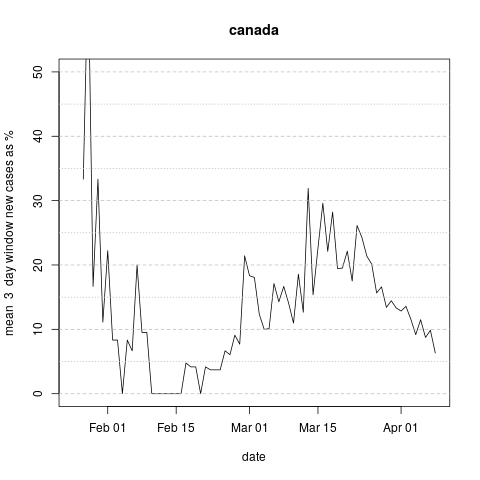 canada
mean  3  day window new cases as %
50
40
30
20
10
0
Feb 01
Feb 15
Mar 01
Mar 15
Apr 01
date